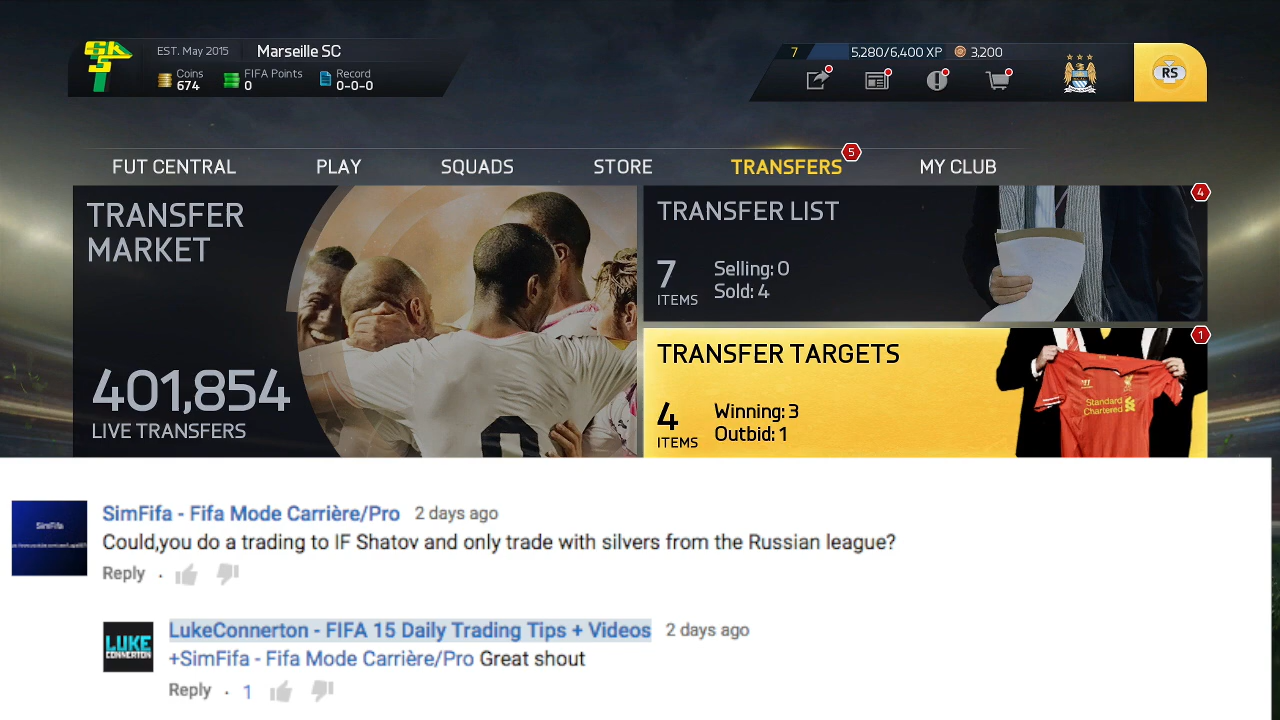 EST. May 2015 Marseille SC
Coins 674
FIFA Points 0
Record 0-0-0
7 5,280/6,400 XP 3,200
RS
FUT CENTRAL PLAY SQUADS STORE TRANSFERS 5 MY CLUB
TRANSFER
MARKET
401,854
LIVE TRANSFERS
TRANSFER LIST
4
7 ITEMS
Selling: 0
Sold: 4
TRANSFER TARGETS
1
4 ITEMS
Winning: 3
Outbid: 1
Standard
Chartered
SimFifa
SimFifa - Fifa Mode Carrière/Pro 2 days ago
Could,you do a trading to IF Shatov and only trade with silvers from the Russian league?
Reply ·
LUKE
CONNERTON
LukeConnerton - FIFA 15 Daily Trading Tips + Videos 2 days ago
+SimFifa - Fifa Mode Carrière/Pro Great shout
Reply · 1